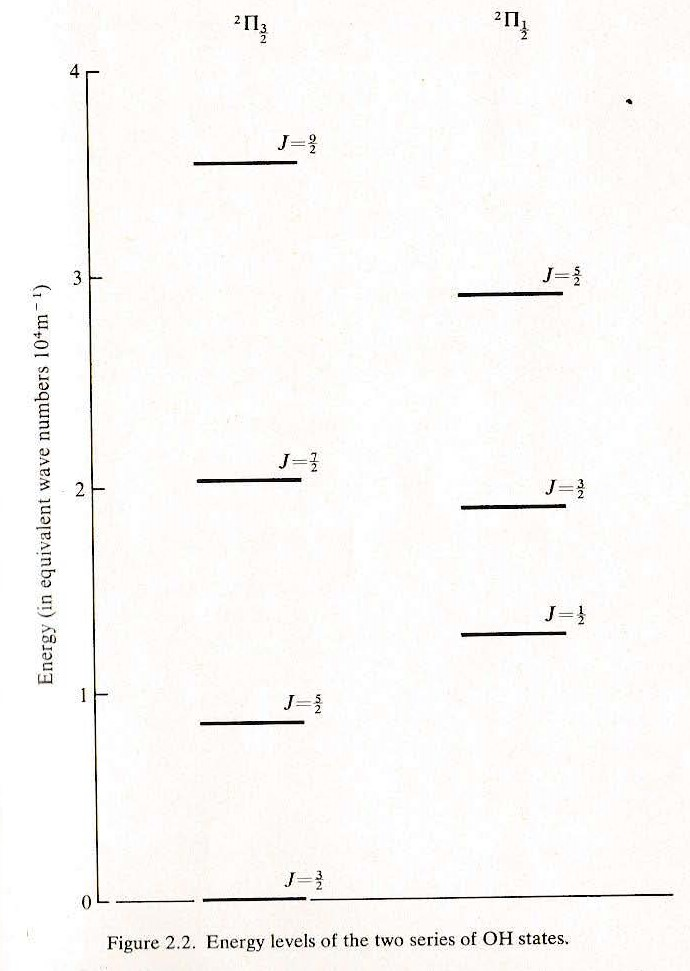 ²Π₃⁄₂ ²Π₁⁄₂
4
J=9⁄2
3
J=5⁄2
J=7⁄2
2
J=3⁄2
J=1⁄2
1
J=5⁄2
J=3⁄2
0
Energy (in equivalent wave numbers 10⁴m⁻¹)
Figure 2.2. Energy levels of the two series of OH states.